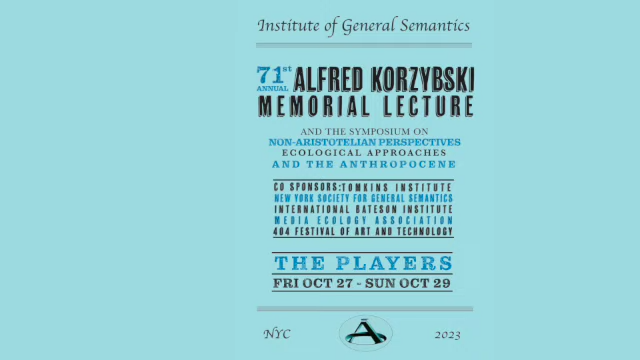 Institute of General Semantics
71st ANNUAL ALFRED KORZYBSKI
MEMORIAL LECTURE
AND THE SYMPOSIUM ON
NON-ARISTOTELIAN PERSPECTIVES
ECOLOGICAL APPROACHES
AND THE ANTHROPOCENE
CO SPONSORS: TOMKINS INSTITUTE
NEW YORK SOCIETY FOR GENERAL SEMANTICS
INTERNATIONAL BATESON INSTITUTE
MEDIA ECOLOGY ASSOCIATION
404 FESTIVAL OF ART AND TECHNOLOGY
THE PLAYERS
FRI OCT 27 - SUN OCT 29
NYC Ā 2023